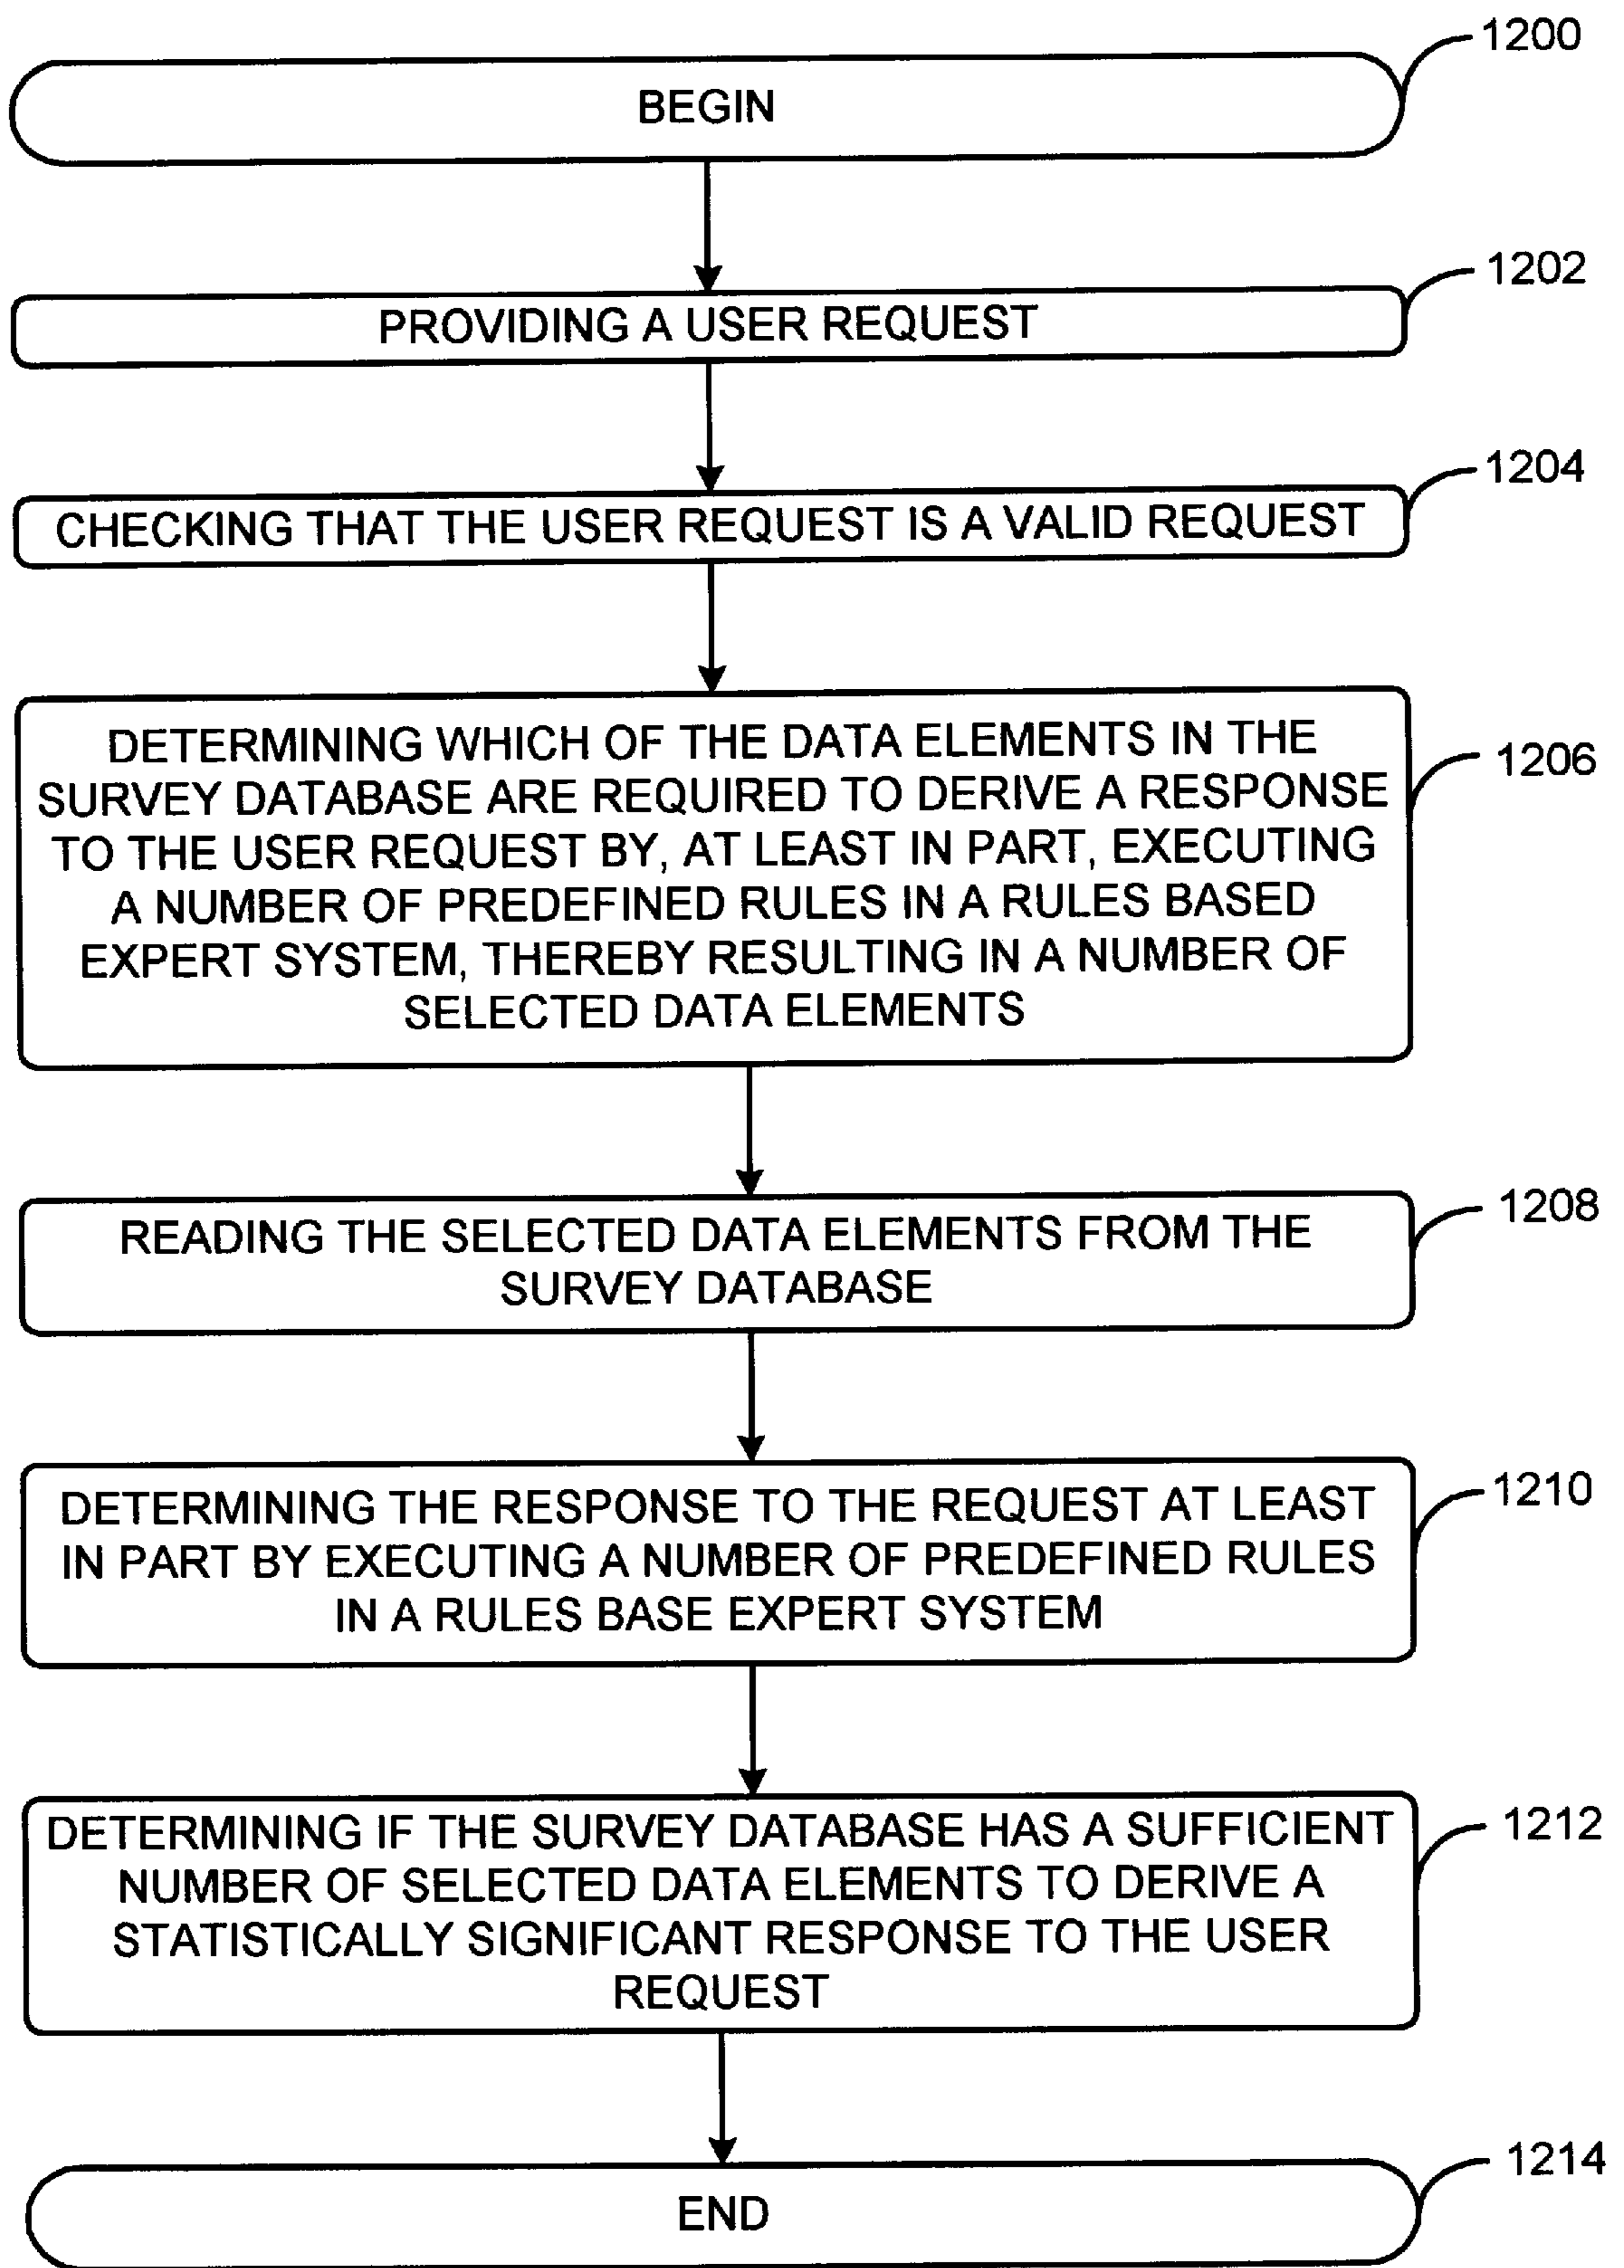 1200
BEGIN
1202
PROVIDING A USER REQUEST
1204
CHECKING THAT THE USER REQUEST IS A VALID REQUEST
1206
DETERMINING WHICH OF THE DATA ELEMENTS IN THE
SURVEY DATABASE ARE REQUIRED TO DERIVE A RESPONSE
TO THE USER REQUEST BY, AT LEAST IN PART, EXECUTING
A NUMBER OF PREDEFINED RULES IN A RULES BASED
EXPERT SYSTEM, THEREBY RESULTING IN A NUMBER OF
SELECTED DATA ELEMENTS
1208
READING THE SELECTED DATA ELEMENTS FROM THE
SURVEY DATABASE
1210
DETERMINING THE RESPONSE TO THE REQUEST AT LEAST
IN PART BY EXECUTING A NUMBER OF PREDEFINED RULES
IN A RULES BASE EXPERT SYSTEM
1212
DETERMINING IF THE SURVEY DATABASE HAS A SUFFICIENT
NUMBER OF SELECTED DATA ELEMENTS TO DERIVE A
STATISTICALLY SIGNIFICANT RESPONSE TO THE USER
REQUEST
1214
END